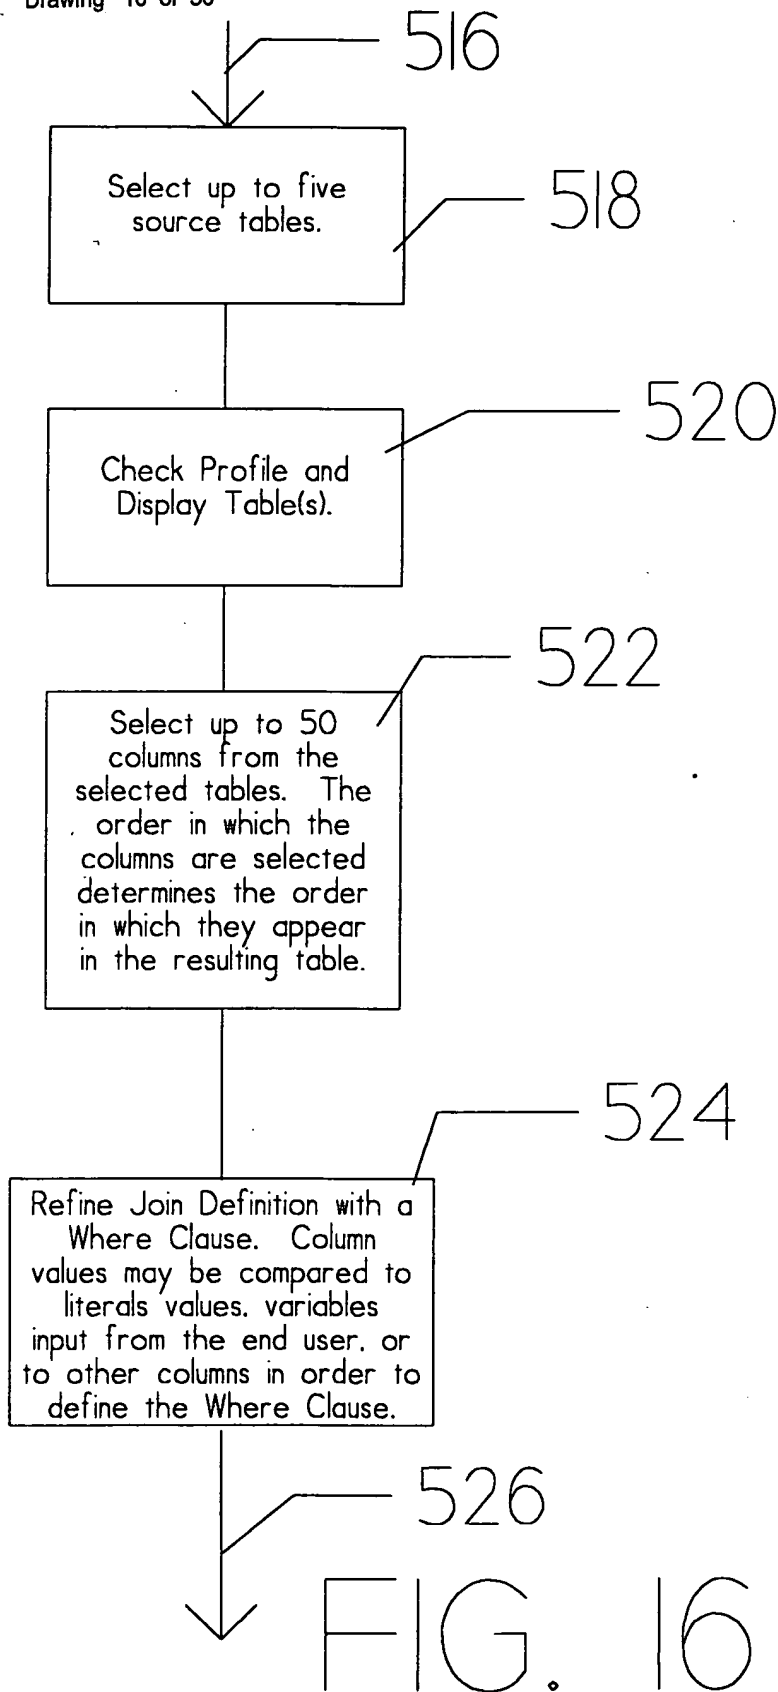 Drawing 16 of 30
516
Select up to five
source tables.
518
520
Check Profile and
Display Table(s).
522
Select up to 50
columns from the
selected tables. The
order in which the
columns are selected
determines the order
in which they appear
in the resulting table.
524
Refine Join Definition with a
Where Clause. Column
values may be compared to
literals values. variables
input from the end user. or
to other columns in order to
define the Where Clause.
526
FIG. 16